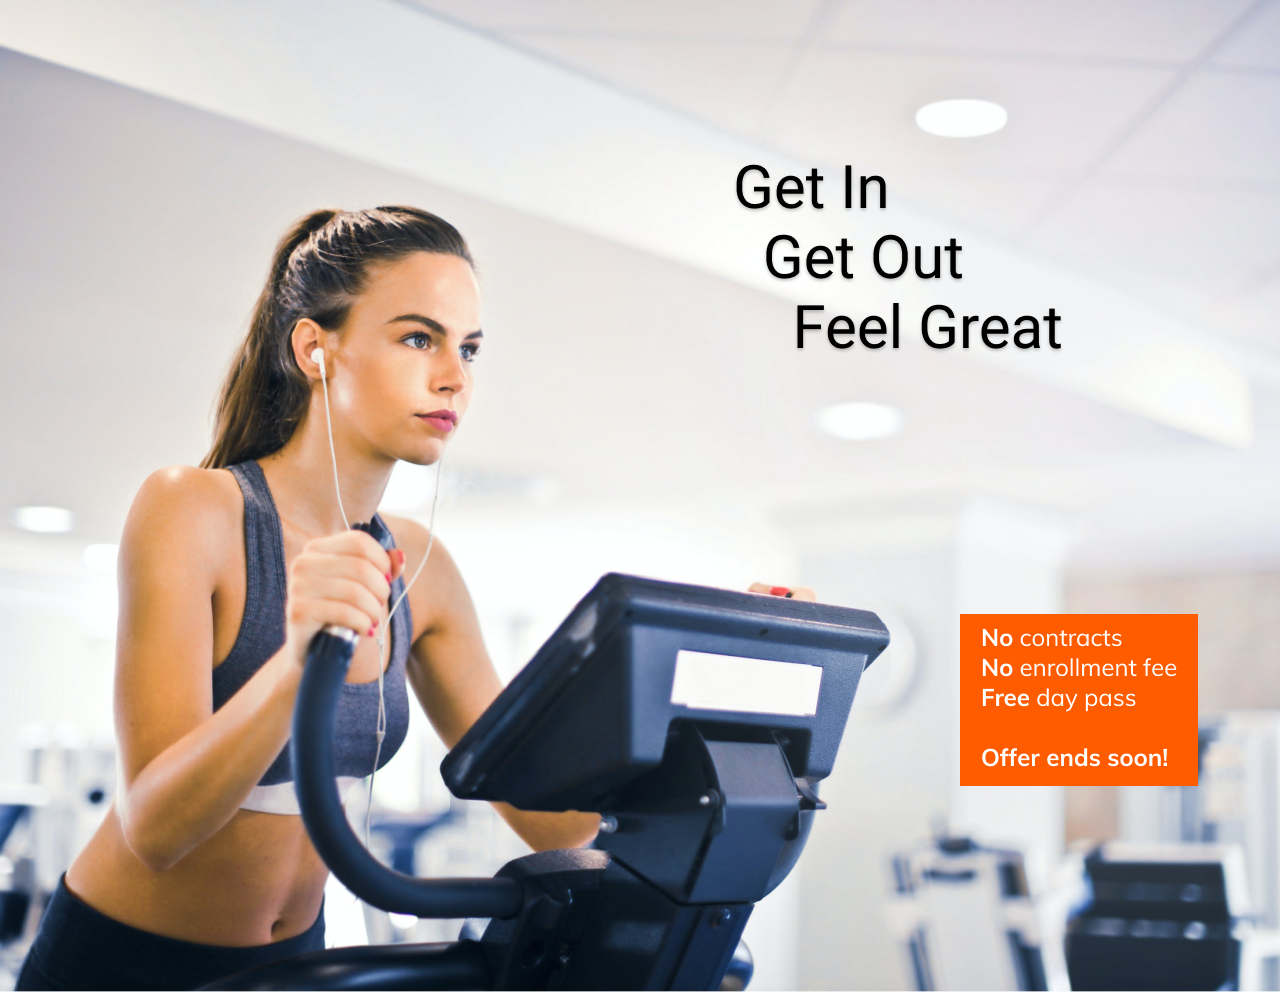 Get In
Get Out
Feel Great
No contracts
No enrollment fee
Free day pass
Offer ends soon!